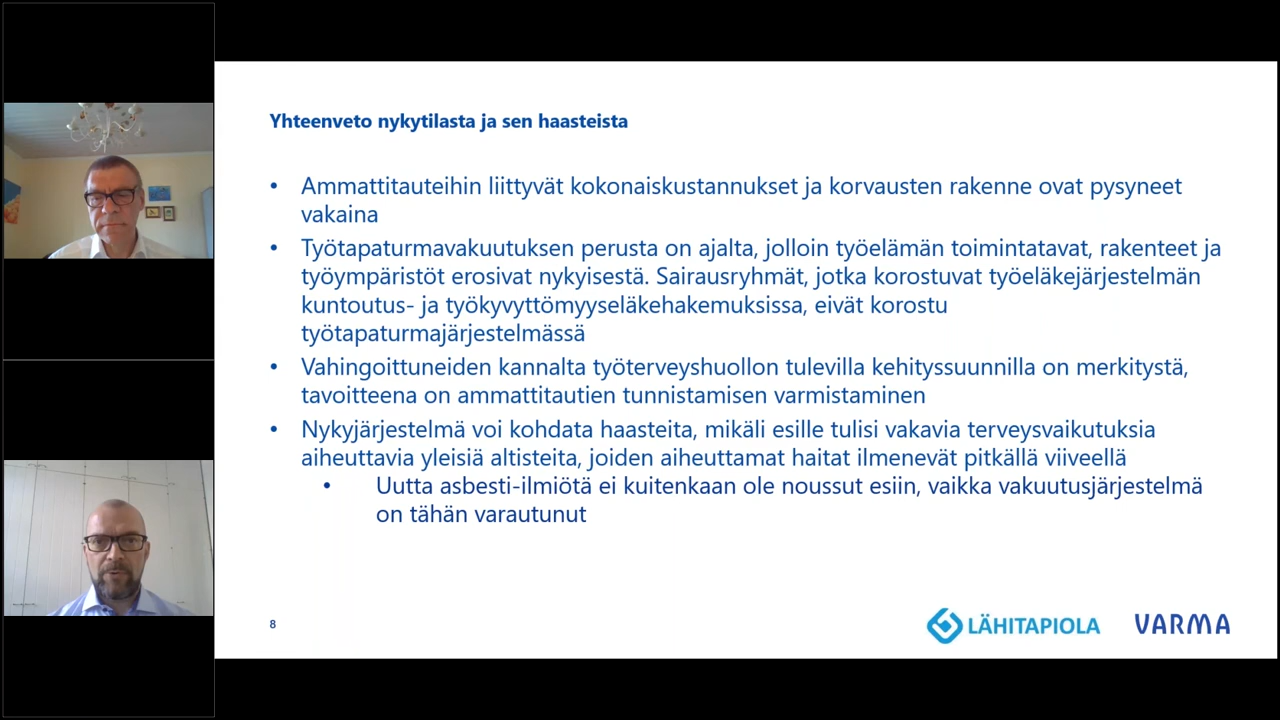 Yhteenveto nykytilasta ja sen haasteista
• Ammattitauteihin liittyvät kokonaiskustannukset ja korvausten rakenne ovat pysyneet
vakaina
• Työtapaturmavakuutuksen perusta on ajalta, jolloin työelämän toimintatavat, rakenteet ja
työympäristöt erosivat nykyisestä. Sairausryhmät, jotka korostuvat työeläkejärjestelmän
kuntoutus- ja työkyvyttömyyseläkehakemuksissa, eivät korostu
työtapaturmajärjestelmässä
• Vahingoittuneiden kannalta työterveyshuollon tulevilla kehityssuunnilla on merkitystä,
tavoitteena on ammattitautien tunnistamisen varmistaminen
• Nykyjärjestelmä voi kohdata haasteita, mikäli esille tulisi vakavia terveysvaikutuksia
aiheuttavia yleisiä altisteita, joiden aiheuttamat haitat ilmenevät pitkällä viiveellä
• Uutta asbesti-ilmiötä ei kuitenkaan ole noussut esiin, vaikka vakuutusjärjestelmä
on tähän varautunut
8
LÄHITAPIOLA
VARMA